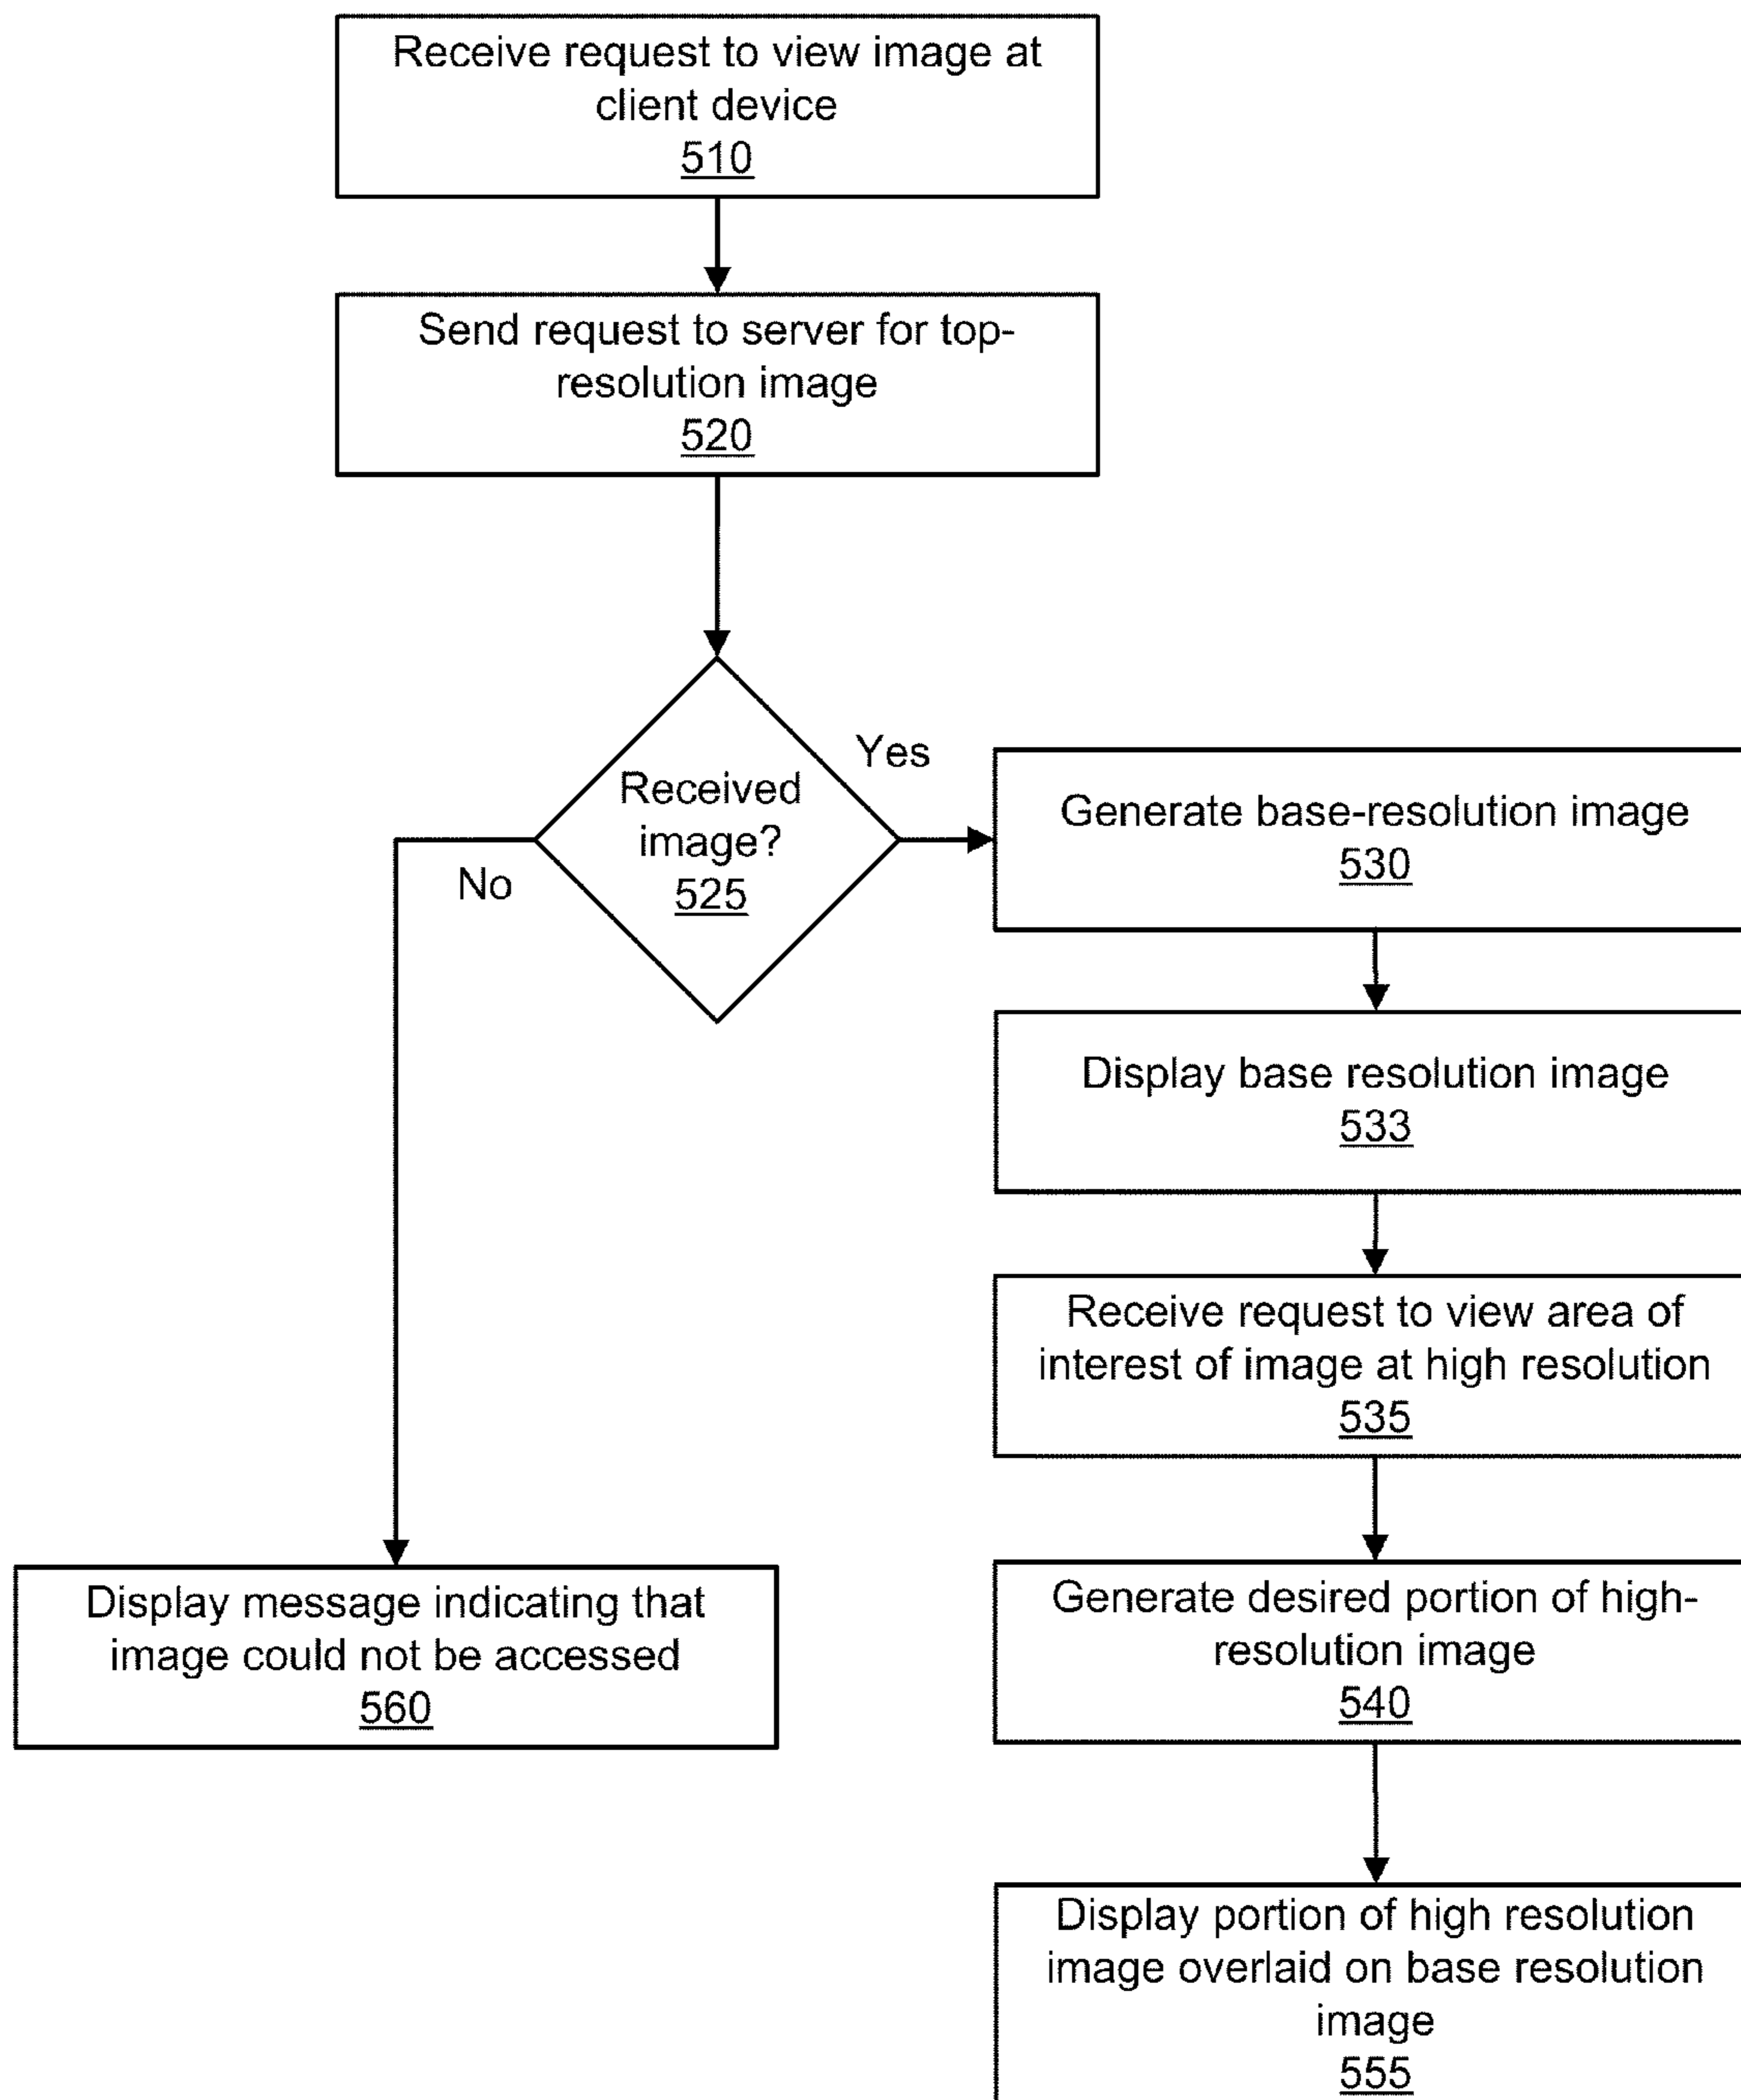 Receive request to view image at
client device
510
Send request to server for top-
resolution image
520
Received
image?
525
Yes
No
Generate base-resolution image
530
Display base resolution image
533
Receive request to view area of
interest of image at high resolution
535
Generate desired portion of high-
resolution image
540
Display message indicating that
image could not be accessed
560
Display portion of high resolution
image overlaid on base resolution
image
555